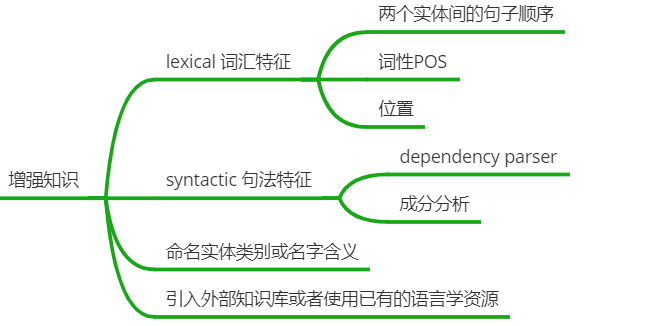 两个实体间的句子顺序
lexical 词汇特征
词性POS
位置
dependency parser
增强知识
syntactic 句法特征
成分分析
命名实体类别或名字含义
引入外部知识库或者使用已有的语言学资源